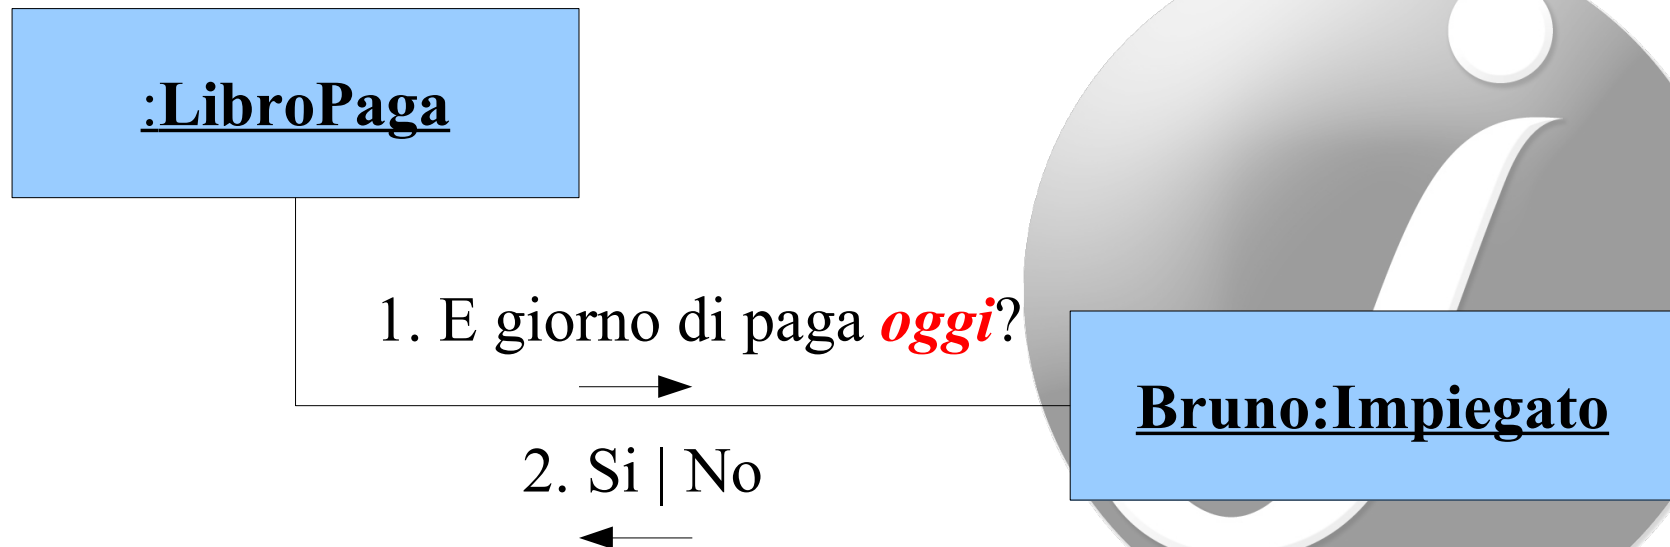 :LibroPaga
1. E giorno di paga oggi?
Bruno:Impiegato
2. Si | No